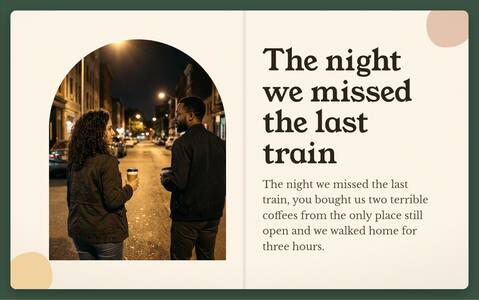 The night
we missed
the last
train
The night we missed the last
train, you bought us two terrible
coffees from the only place still
open and we walked home for
three hours.